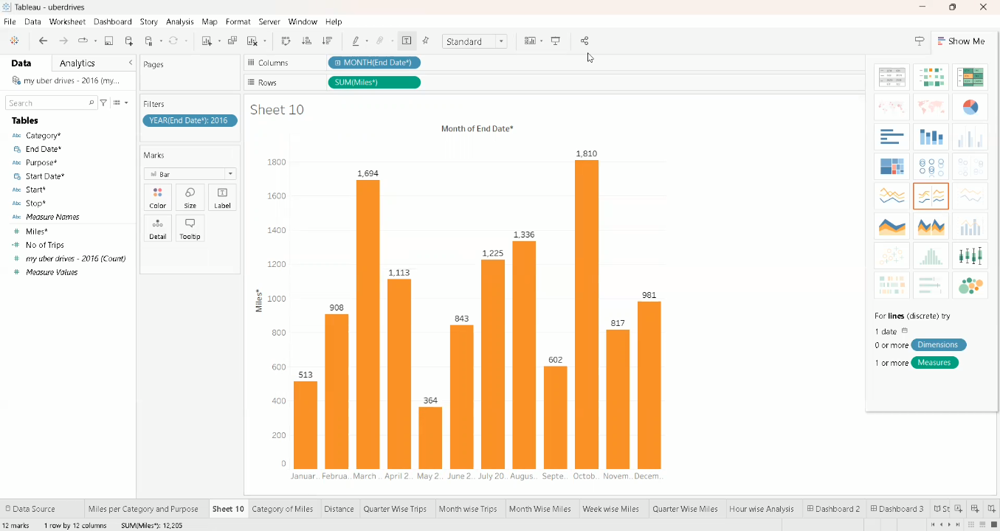 Tableau - uberdrives
File Data Worksheet Dashboard Story Analysis Map Format Server Window Help
Standard
Show Me
Data Analytics
my uber drives - 2016 (my...
Search
Tables
Abc Category*
End Date*
Abc Purpose*
Start Date*
Abc Start*
Abc Stop*
Abc Measure Names
# Miles*
# No of Trips
# my uber drives - 2016 (Count)
# Measure Values
Pages
Filters
YEAR(End Date*): 2016
Marks
Bar
Color Size Label
Detail Tooltip
Columns MONTH(End Date*)
Rows SUM(Miles*)
Sheet 10
Month of End Date*
Miles*
1800
1600
1400
1200
1000
800
600
400
200
0
513 908 1,694 1,113 364 843 1,225 1,336 602 1,810 817 981
Januar.. Februa.. March .. April 2.. May 2.. June 2.. July 20.. Augus.. Septe.. Octob.. Novem.. Decem..
For lines (discrete) try
1 date
0 or more Dimensions
1 or more Measures
Data Source Miles per Category and Purpose Sheet 10 Category of Miles Distance Quarter Wise Trips Month wise Trips Month Wise Miles Week wise Miles Quarter Wise Miles Hour wise Analysis Dashboard 2 Dashboard 3 St
12 marks 1 row by 12 columns SUM(Miles*): 12,205